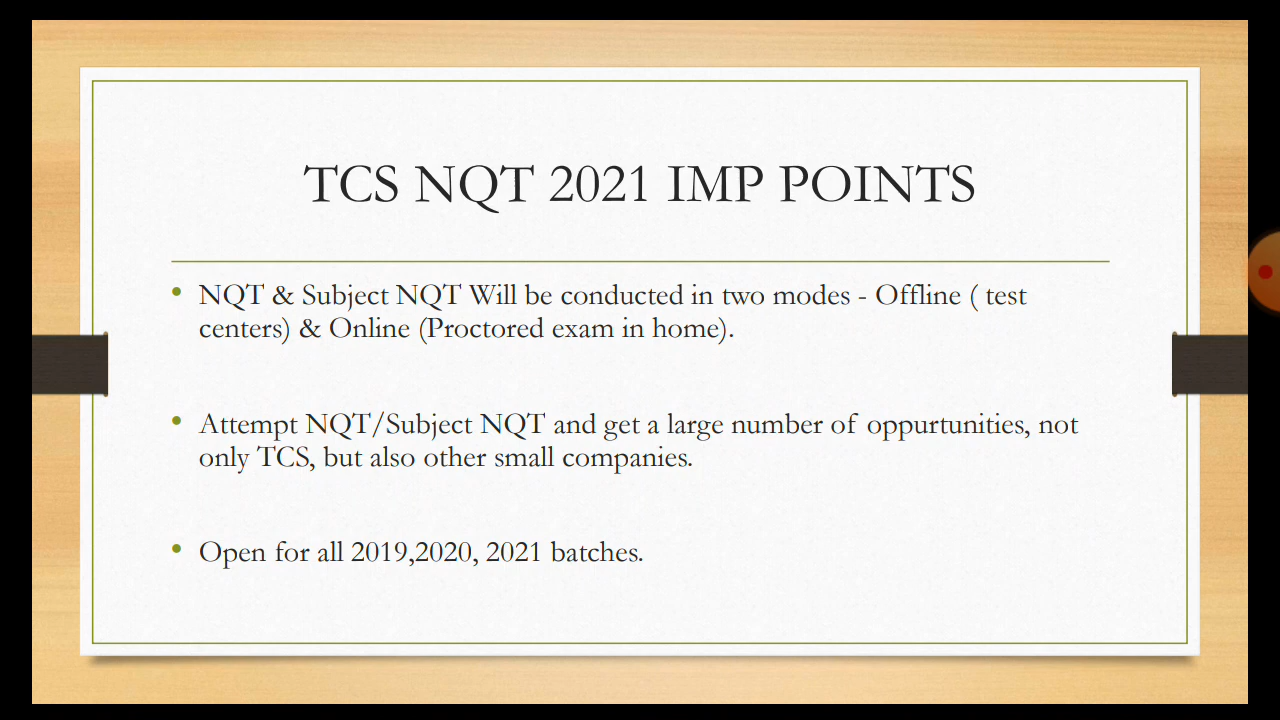 TCS NQT 2021 IMP POINTS
• NQT & Subject NQT Will be conducted in two modes - Offline ( test
centers) & Online (Proctored exam in home).
• Attempt NQT/Subject NQT and get a large number of oppurtunities, not
only TCS, but also other small companies.
• Open for all 2019,2020, 2021 batches.